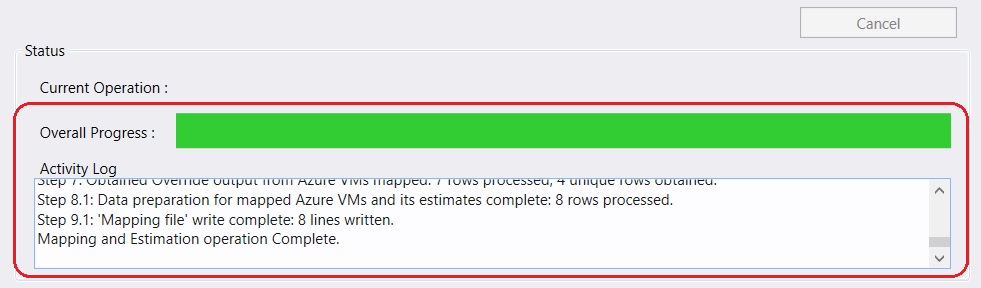 Cancel
Status
Current Operation :
Overall Progress :
Activity Log
Step 7: Obtained Override output from Azure VMs mapped: 7 rows processed, 4 unique rows obtained.
Step 8.1: Data preparation for mapped Azure VMs and its estimates complete: 8 rows processed.
Step 9.1: 'Mapping file' write complete: 8 lines written.
Mapping and Estimation operation Complete.